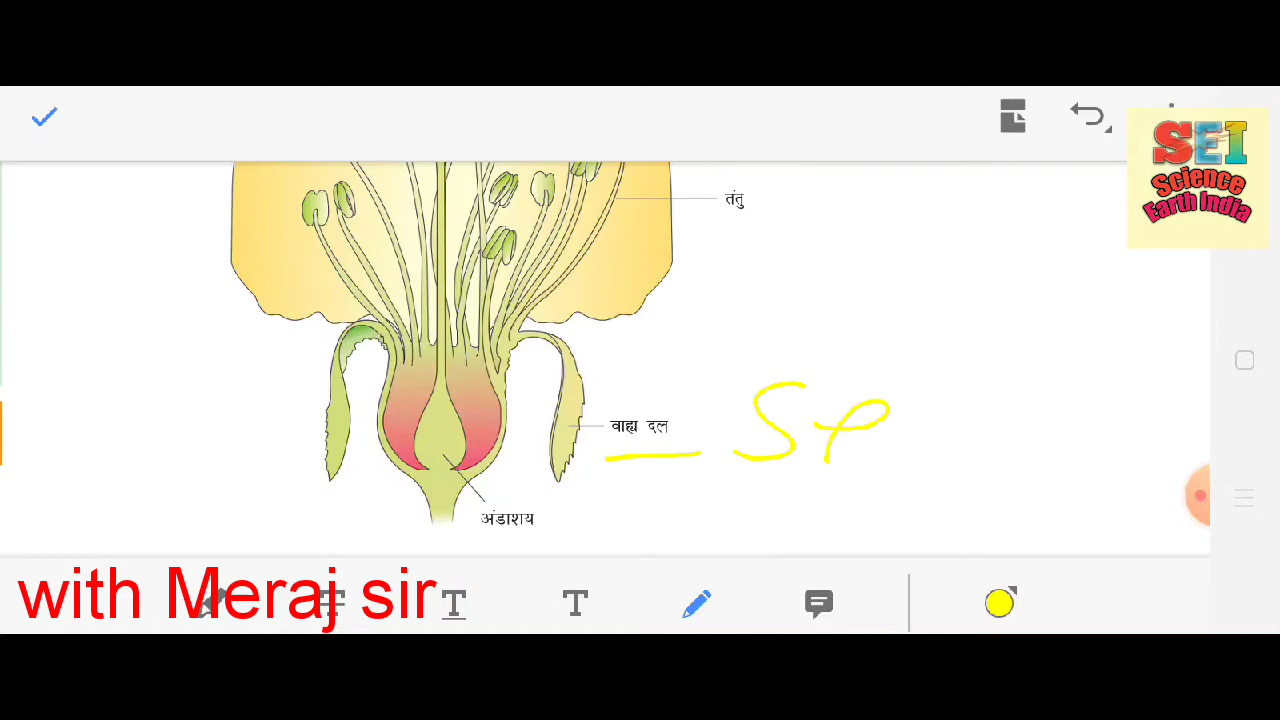 SEI
Science
Earth India
तंतु
वाह्य दल
SP
अंडाशय
with Meraj sir
T
T
T